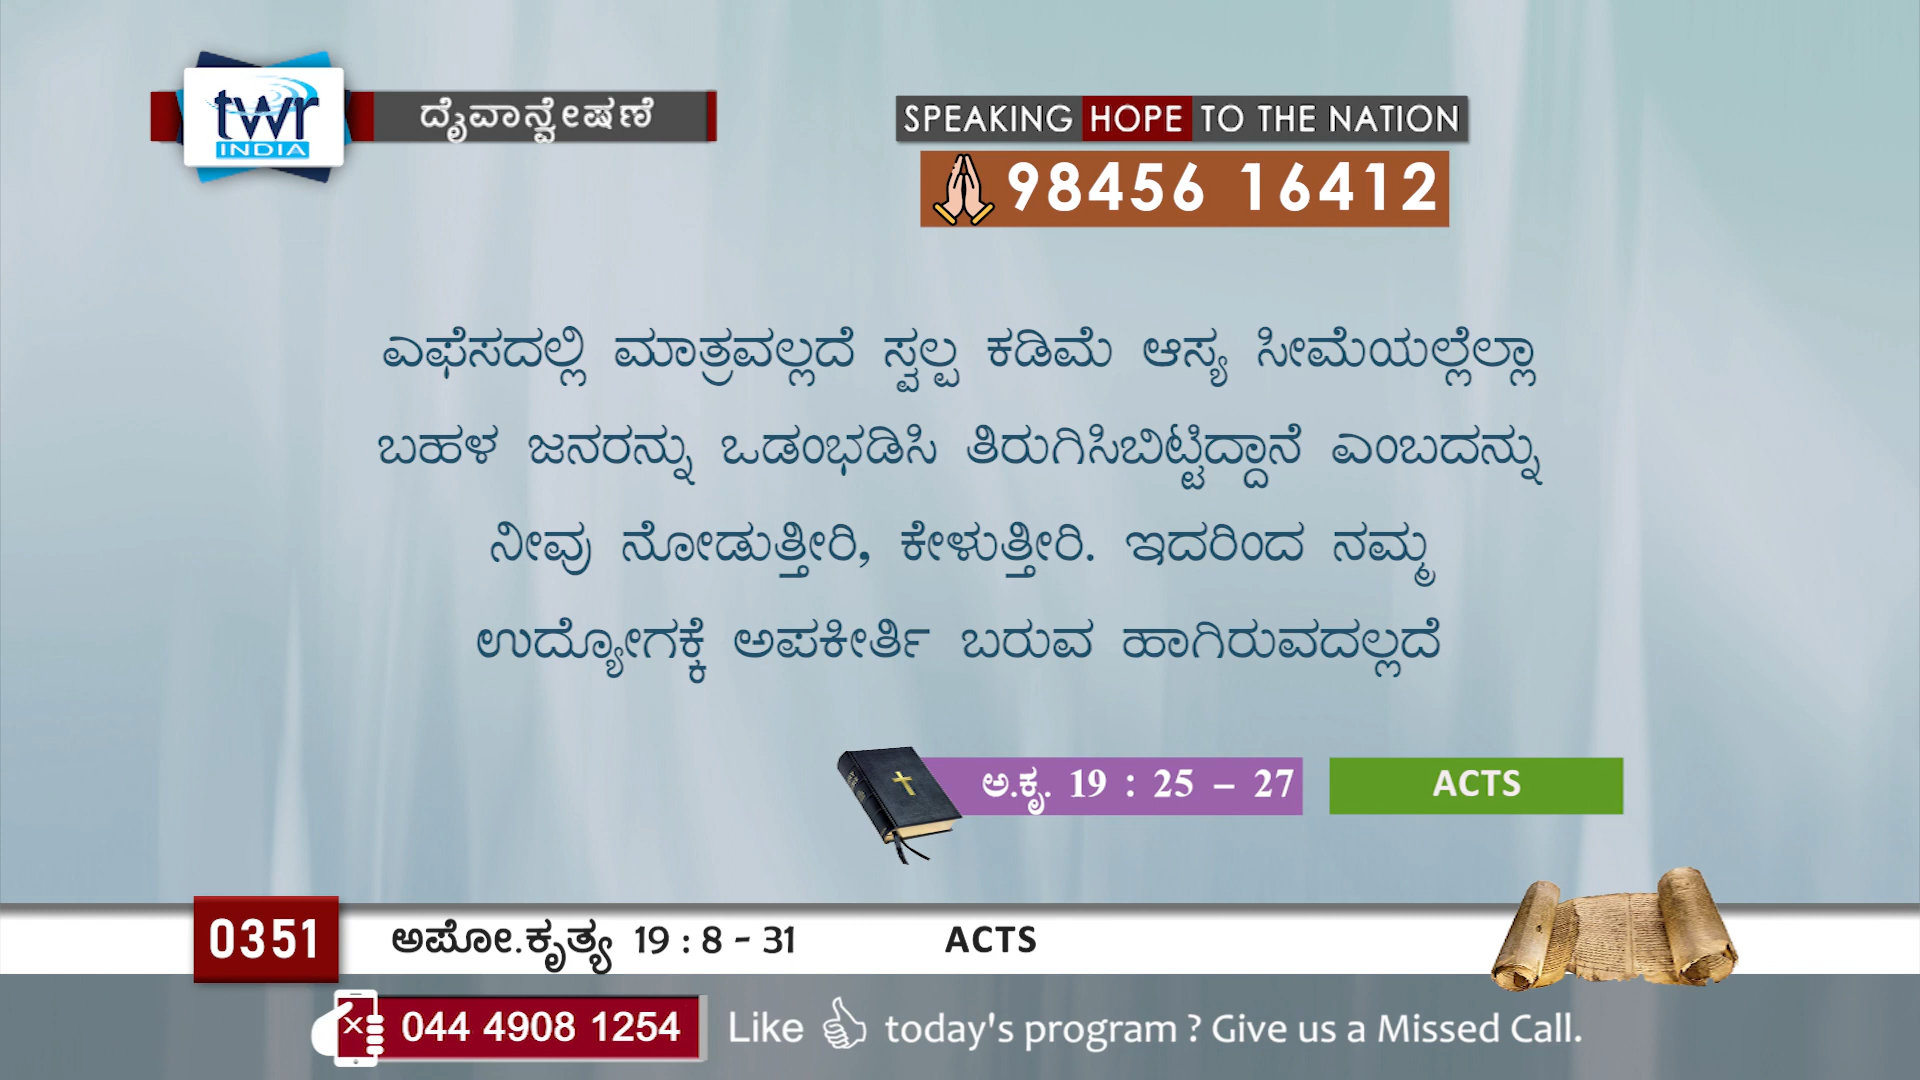 twr
INDIA
ದೈವಾನ್ವೇಷಣೆ
SPEAKING HOPE TO THE NATION
98456 16412
ಎಫೆಸದಲ್ಲಿ ಮಾತ್ರವಲ್ಲದೆ ಸ್ವಲ್ಪ ಕಡಿಮೆ ಆಸ್ಯ ಸೀಮೆಯಲ್ಲೆಲ್ಲಾ
ಬಹಳ ಜನರನ್ನು ಒಡಂಭಡಿಸಿ ತಿರುಗಿಸಿಬಿಟ್ಟಿದ್ದಾನೆ ಎಂಬದನ್ನು
ನೀವು ನೋಡುತ್ತೀರಿ, ಕೇಳುತ್ತೀರಿ. ಇದರಿಂದ ನಮ್ಮ
ಉದ್ಯೋಗಕ್ಕೆ ಅಪಕೀರ್ತಿ ಬರುವ ಹಾಗಿರುವದಲ್ಲದೆ
ಅ.ಕೃ. 19 : 25 – 27
ACTS
0351
ಅಪೋ.ಕೃತ್ಯ 19 : 8 - 31
ACTS
044 4908 1254
Like today's program ? Give us a Missed Call.